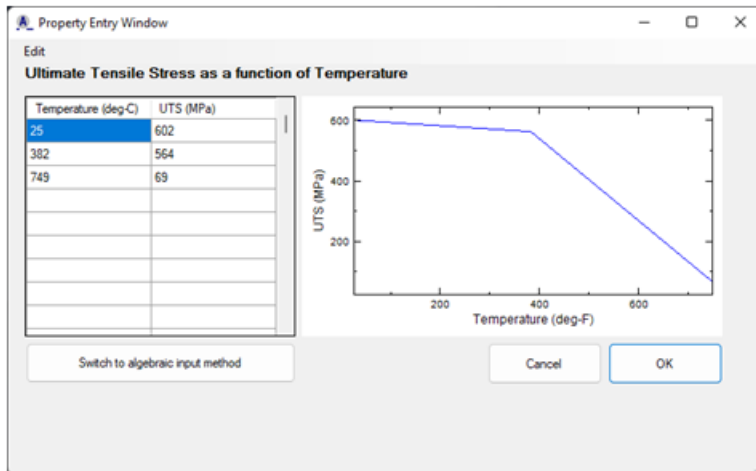 Property Entry Window
Edit
Ultimate Tensile Stress as a function of Temperature
Temperature (deg-C) UTS (MPa)
25 602
382 564
749 69
600
400
200
UTS (MPa)
200 400 600
Temperature (deg-F)
Switch to algebraic input method
Cancel
OK